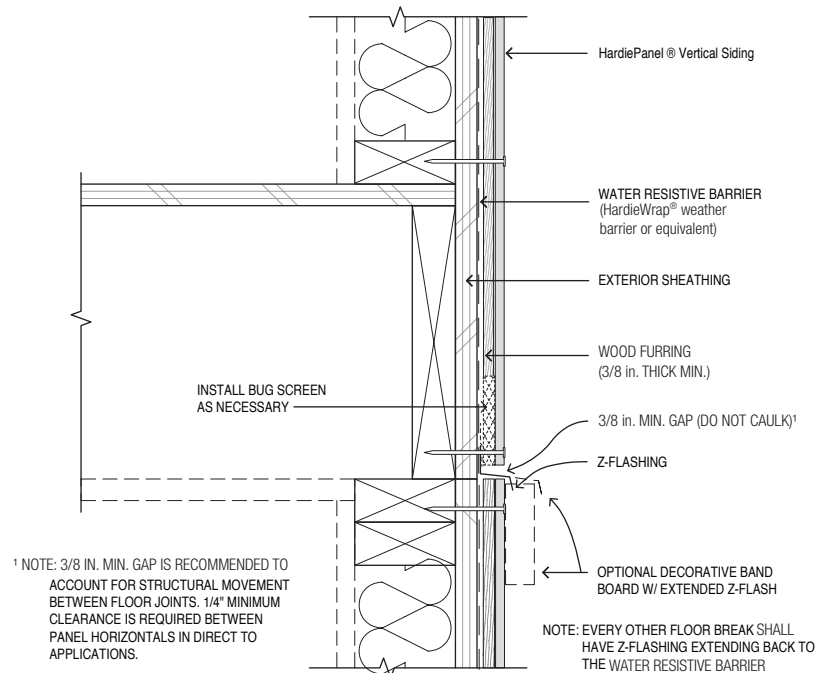 HardiePanel ® Vertical Siding
WATER RESISTIVE BARRIER
(HardieWrap® weather
barrier or equivalent)
EXTERIOR SHEATHING
WOOD FURRING
(3/8 in. THICK MIN.)
INSTALL BUG SCREEN
AS NECESSARY
3/8 in. MIN. GAP (DO NOT CAULK)¹
Z-FLASHING
OPTIONAL DECORATIVE BAND
BOARD W/ EXTENDED Z-FLASH
¹ NOTE: 3/8 IN. MIN. GAP IS RECOMMENDED TO
ACCOUNT FOR STRUCTURAL MOVEMENT
BETWEEN FLOOR JOINTS. 1/4" MINIMUM
CLEARANCE IS REQUIRED BETWEEN
PANEL HORIZONTALS IN DIRECT TO
APPLICATIONS.
NOTE: EVERY OTHER FLOOR BREAK SHALL
HAVE Z-FLASHING EXTENDING BACK TO
THE WATER RESISTIVE BARRIER